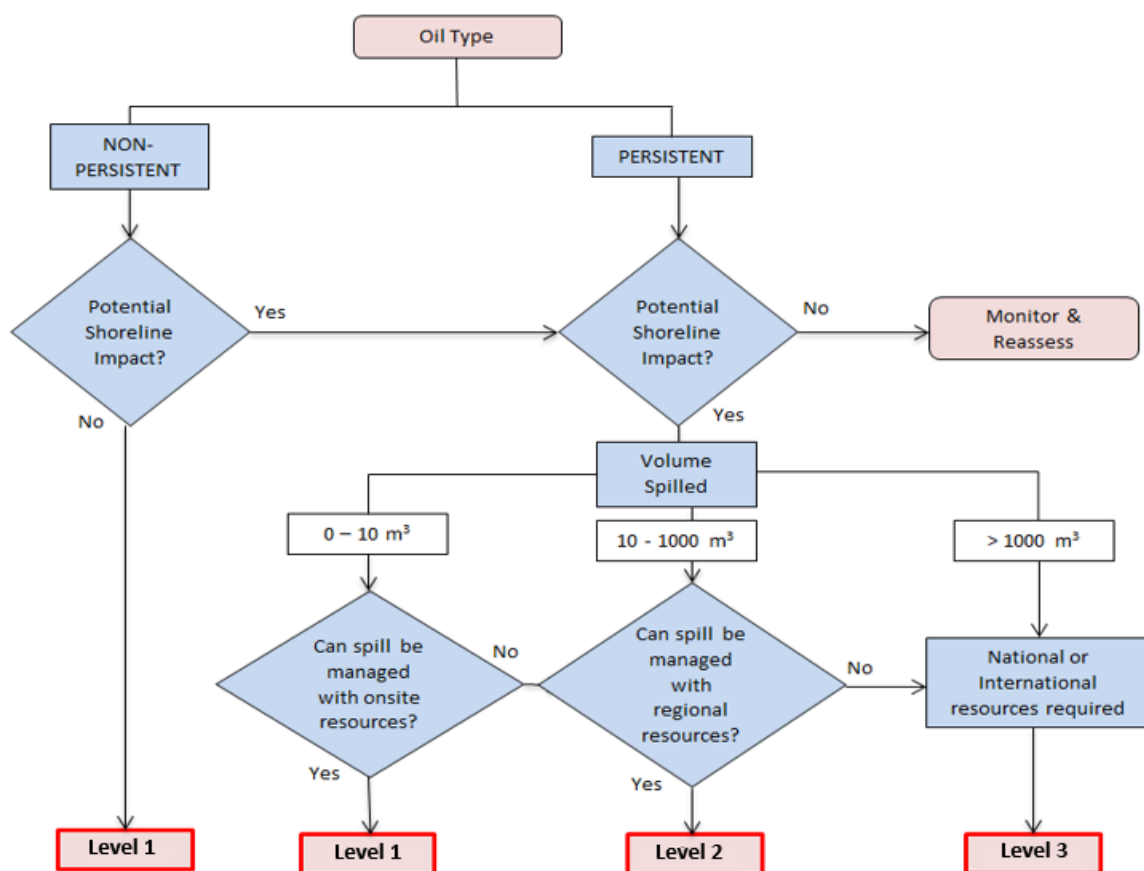 Oil Type
NON-
PERSISTENT
PERSISTENT
Potential
Shoreline
Impact?
Yes
Potential
Shoreline
Impact?
No
Monitor &
Reassess
No
Yes
Volume
Spilled
0 – 10 m³
10 - 1000 m³
> 1000 m³
Can spill be
managed
with onsite
resources?
No
Can spill be
managed
with
regional
resources?
No
National or
International
resources required
Yes
Yes
Level 1
Level 1
Level 2
Level 3